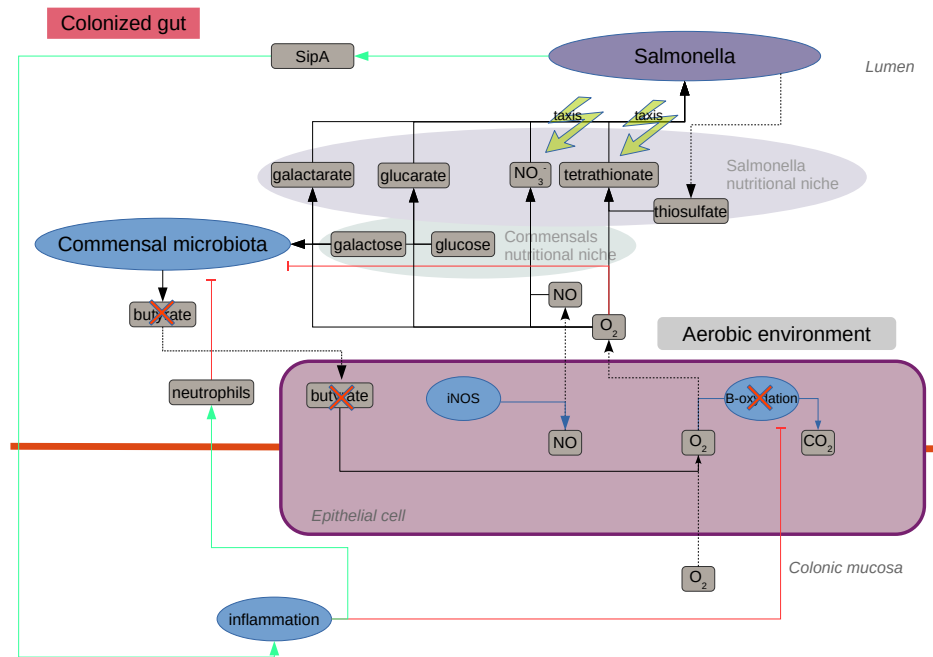 Colonized gut
SipA
Salmonella
Lumen
taxis
taxis
galactarate
glucarate
NO3-
tetrathionate
Salmonella
nutritional niche
thiosulfate
Commensal microbiota
galactose
glucose
Commensals
nutritional niche
butyrate
NO
O2
Aerobic environment
neutrophils
butyrate
iNOS
B-oxydation
NO
O2
CO2
Epithelial cell
O2
Colonic mucosa
inflammation